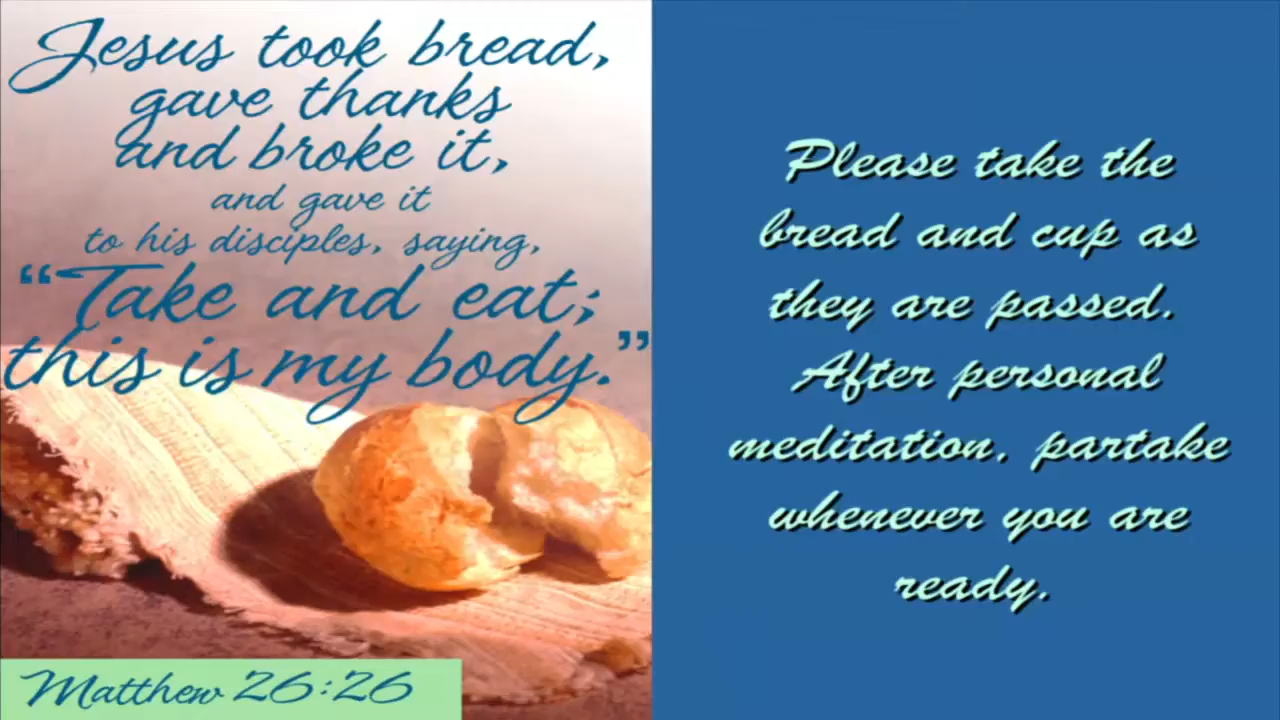 Jesus took bread,
gave thanks
and broke it,
and gave it
to his disciples, saying,
“Take and eat;
this is my body.”
Matthew 26:26
Please take the
bread and cup as
they are passed.
After personal
meditation, partake
whenever you are
ready.